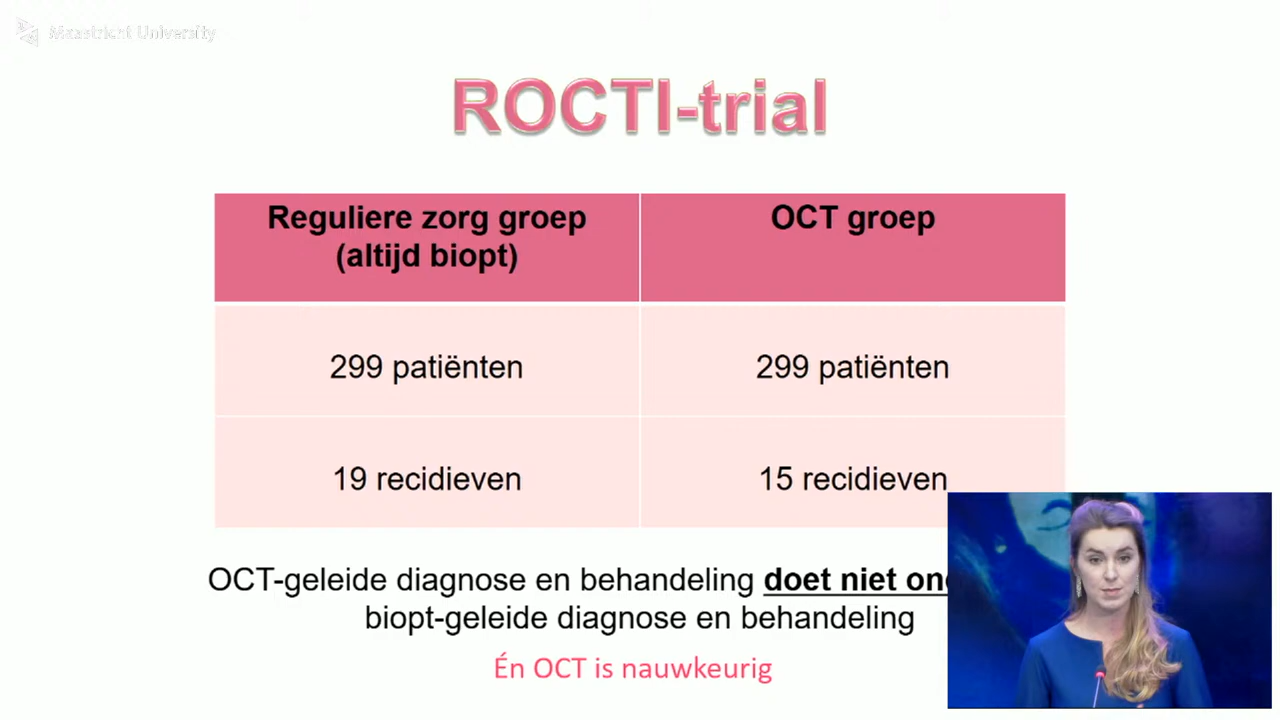 Maastricht University
ROCTI-trial
Reguliere zorg groep
(altijd biopt)
OCT groep
299 patiënten
299 patiënten
19 recidieven
15 recidieven
OCT-geleide diagnose en behandeling doet niet
biopt-geleide diagnose en behandeling
Én OCT is nauwkeurig